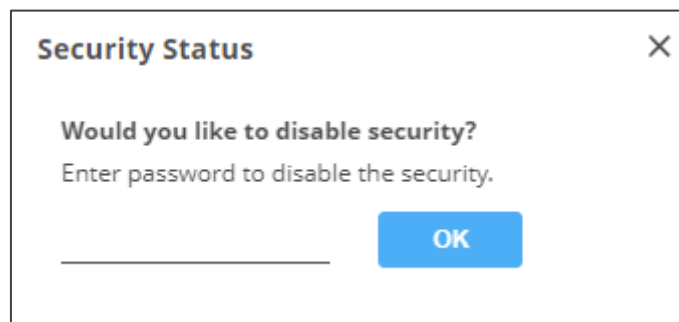 Security Status
Would you like to disable security?
Enter password to disable the security.
OK